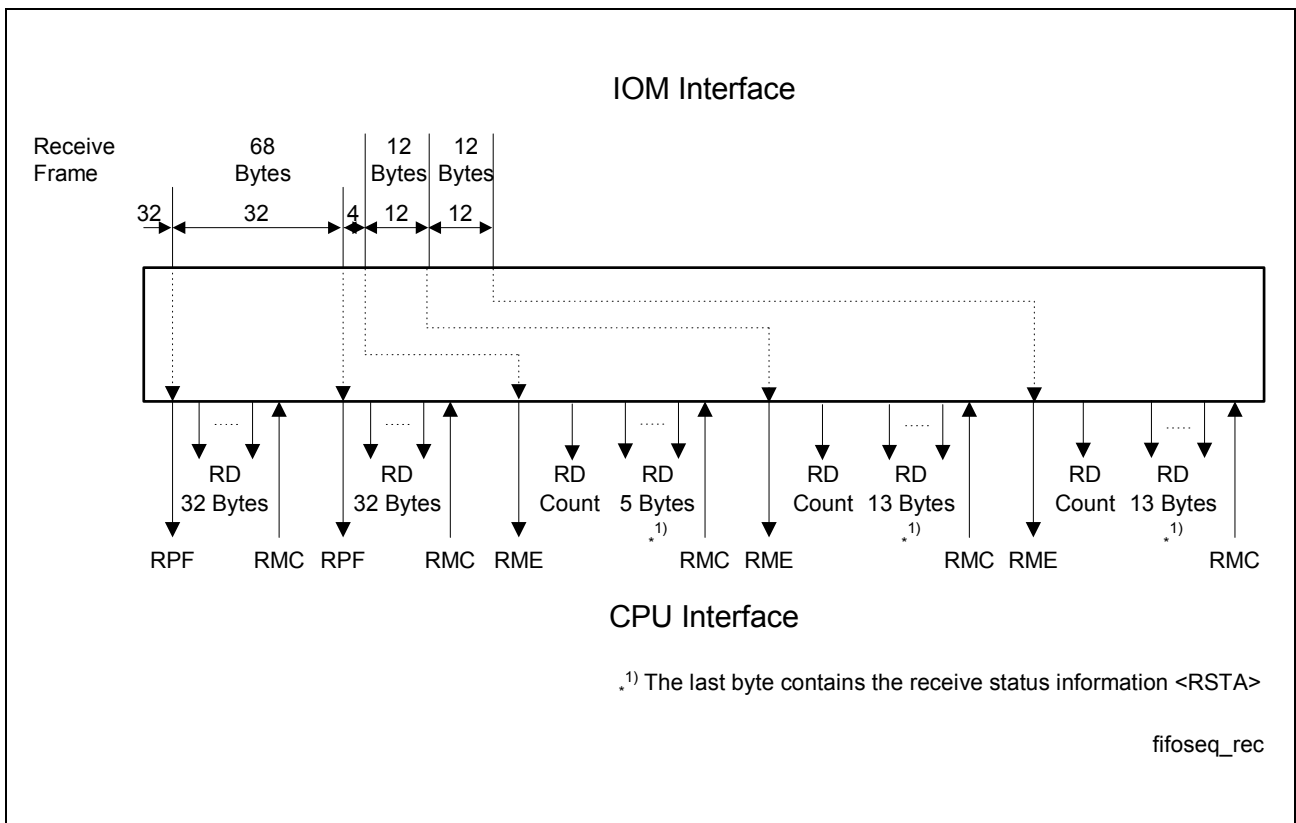 IOM Interface
Receive 68 12 12
Frame Bytes Bytes Bytes
32 32 4 12 12
..... ..... ..... ..... .....
RD RD RD RD RD RD RD RD
32 Bytes 32 Bytes Count 5 Bytes Count 13 Bytes Count 13 Bytes
*1) *1) *1)
RPF RMC RPF RMC RME RMC RME RMC RME RMC
CPU Interface
*1) The last byte contains the receive status information <RSTA>
fifoseq_rec